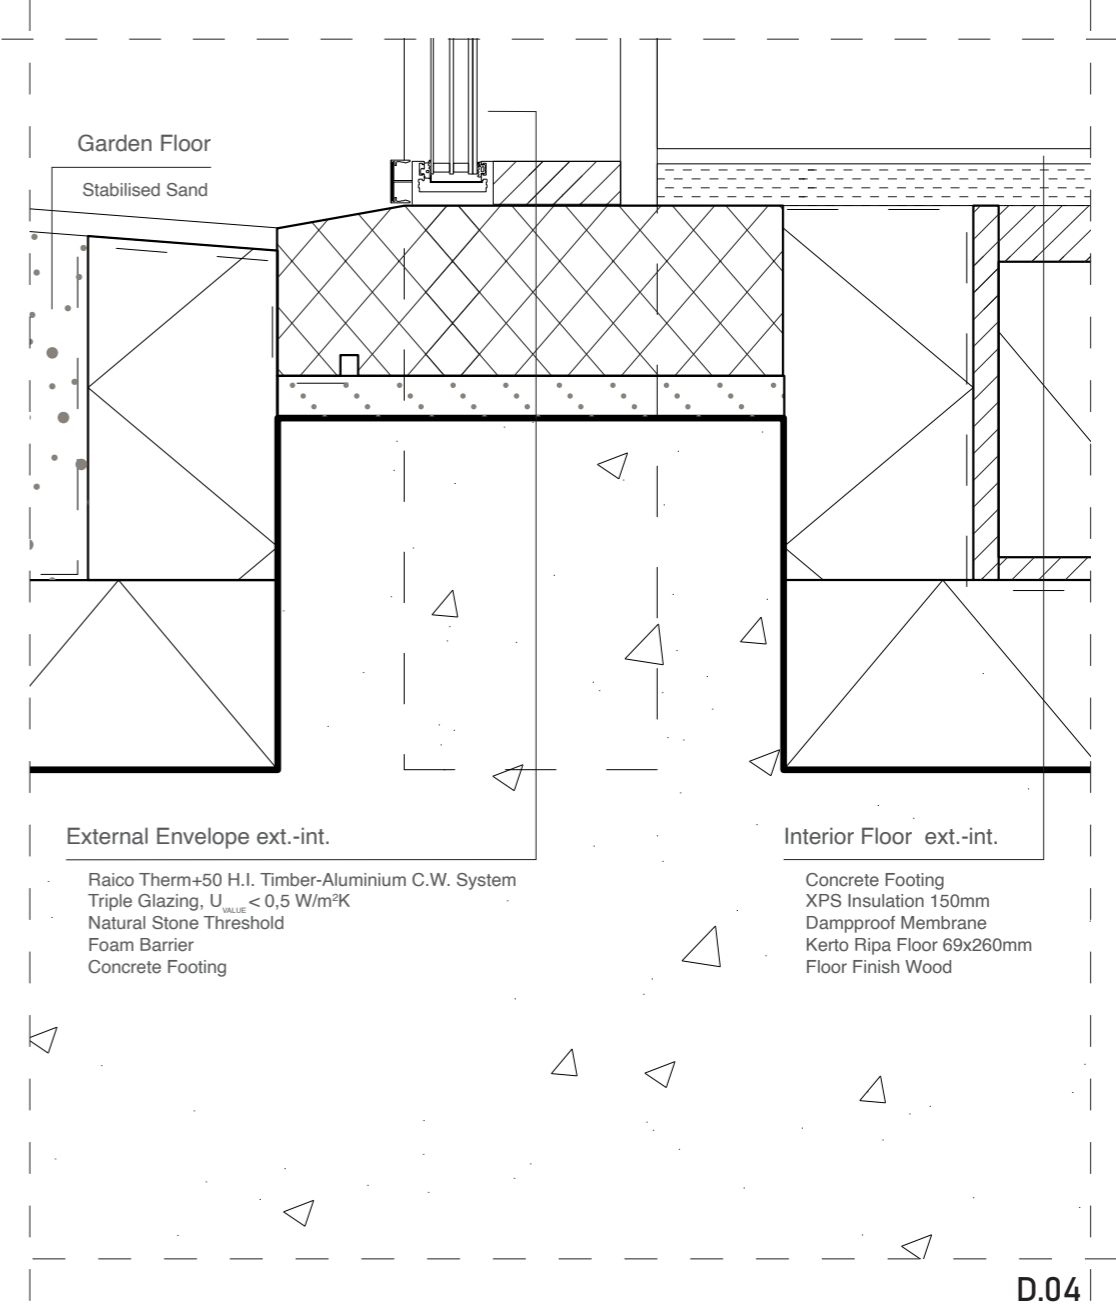 Garden Floor
Stabilised Sand
External Envelope ext.-int.
Raico Therm+50 H.I. Timber-Aluminium C.W. System
Triple Glazing, U VALUE < 0,5 W/m²K
Natural Stone Threshold
Foam Barrier
Concrete Footing
Interior Floor ext.-int.
Concrete Footing
XPS Insulation 150mm
Dampproof Membrane
Kerto Ripa Floor 69x260mm
Floor Finish Wood
D.04